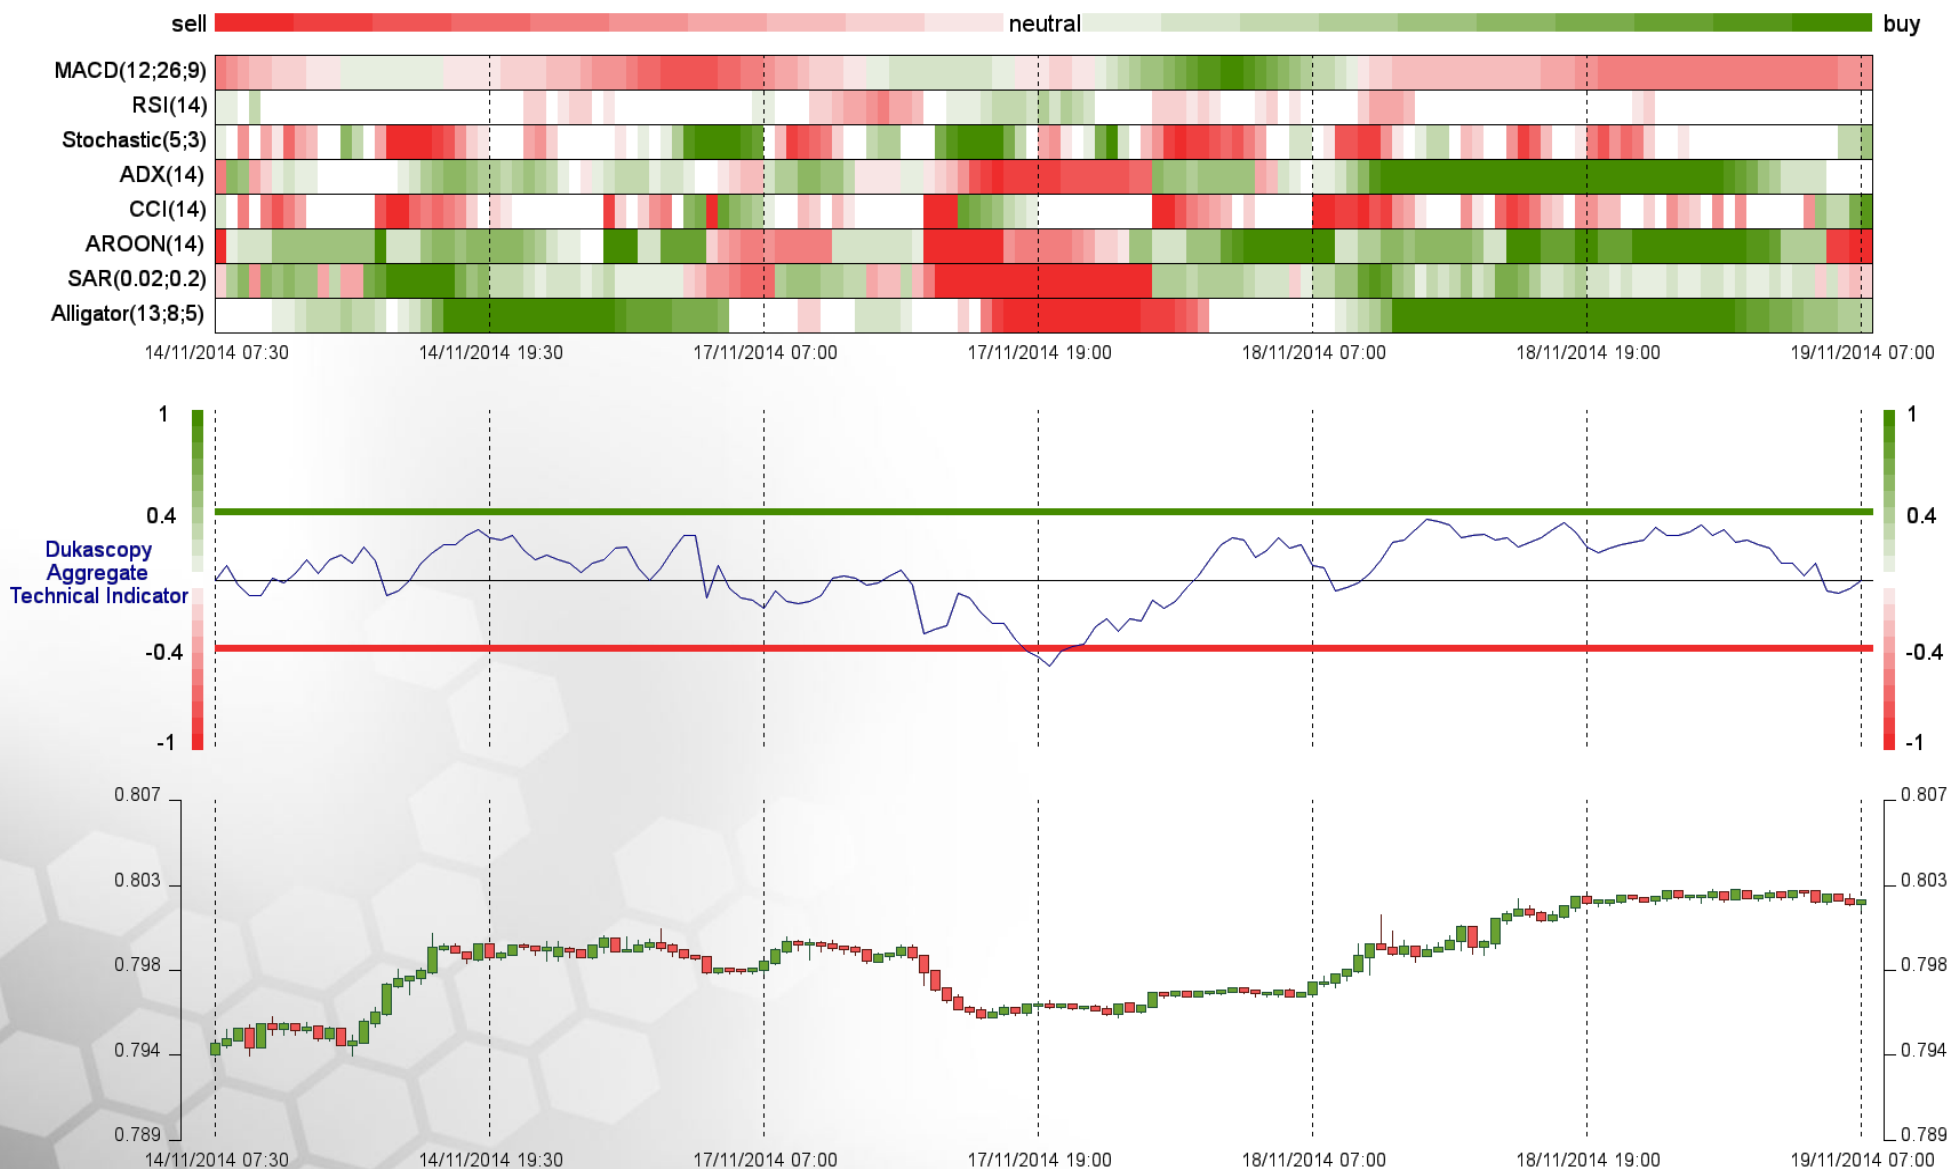 sell neutral buy
MACD(12;26;9)
RSI(14)
Stochastic(5;3)
ADX(14)
CCI(14)
AROON(14)
SAR(0.02;0.2)
Alligator(13;8;5)
14/11/2014 07:30 14/11/2014 19:30 17/11/2014 07:00 17/11/2014 19:00 18/11/2014 07:00 18/11/2014 19:00 19/11/2014 07:00
1 1
0.4 0.4
Dukascopy
Aggregate
Technical Indicator
-0.4 -0.4
-1 -1
0.807 0.807
0.803 0.803
0.798 0.798
0.794 0.794
0.789 0.789
14/11/2014 07:30 14/11/2014 19:30 17/11/2014 07:00 17/11/2014 19:00 18/11/2014 07:00 18/11/2014 19:00 19/11/2014 07:00